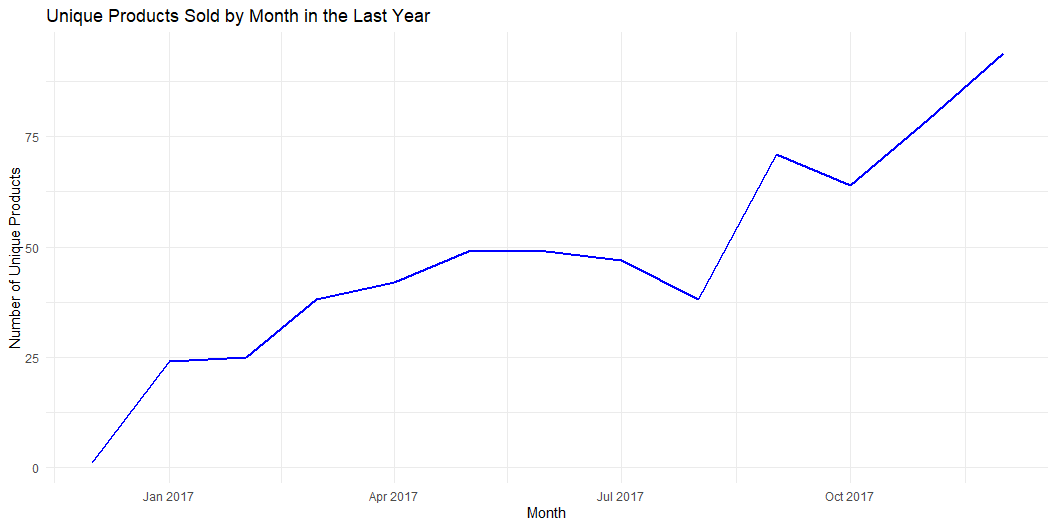 Unique Products Sold by Month in the Last Year
Number of Unique Products
75
50
25
0
Jan 2017 Apr 2017 Jul 2017 Oct 2017
Month